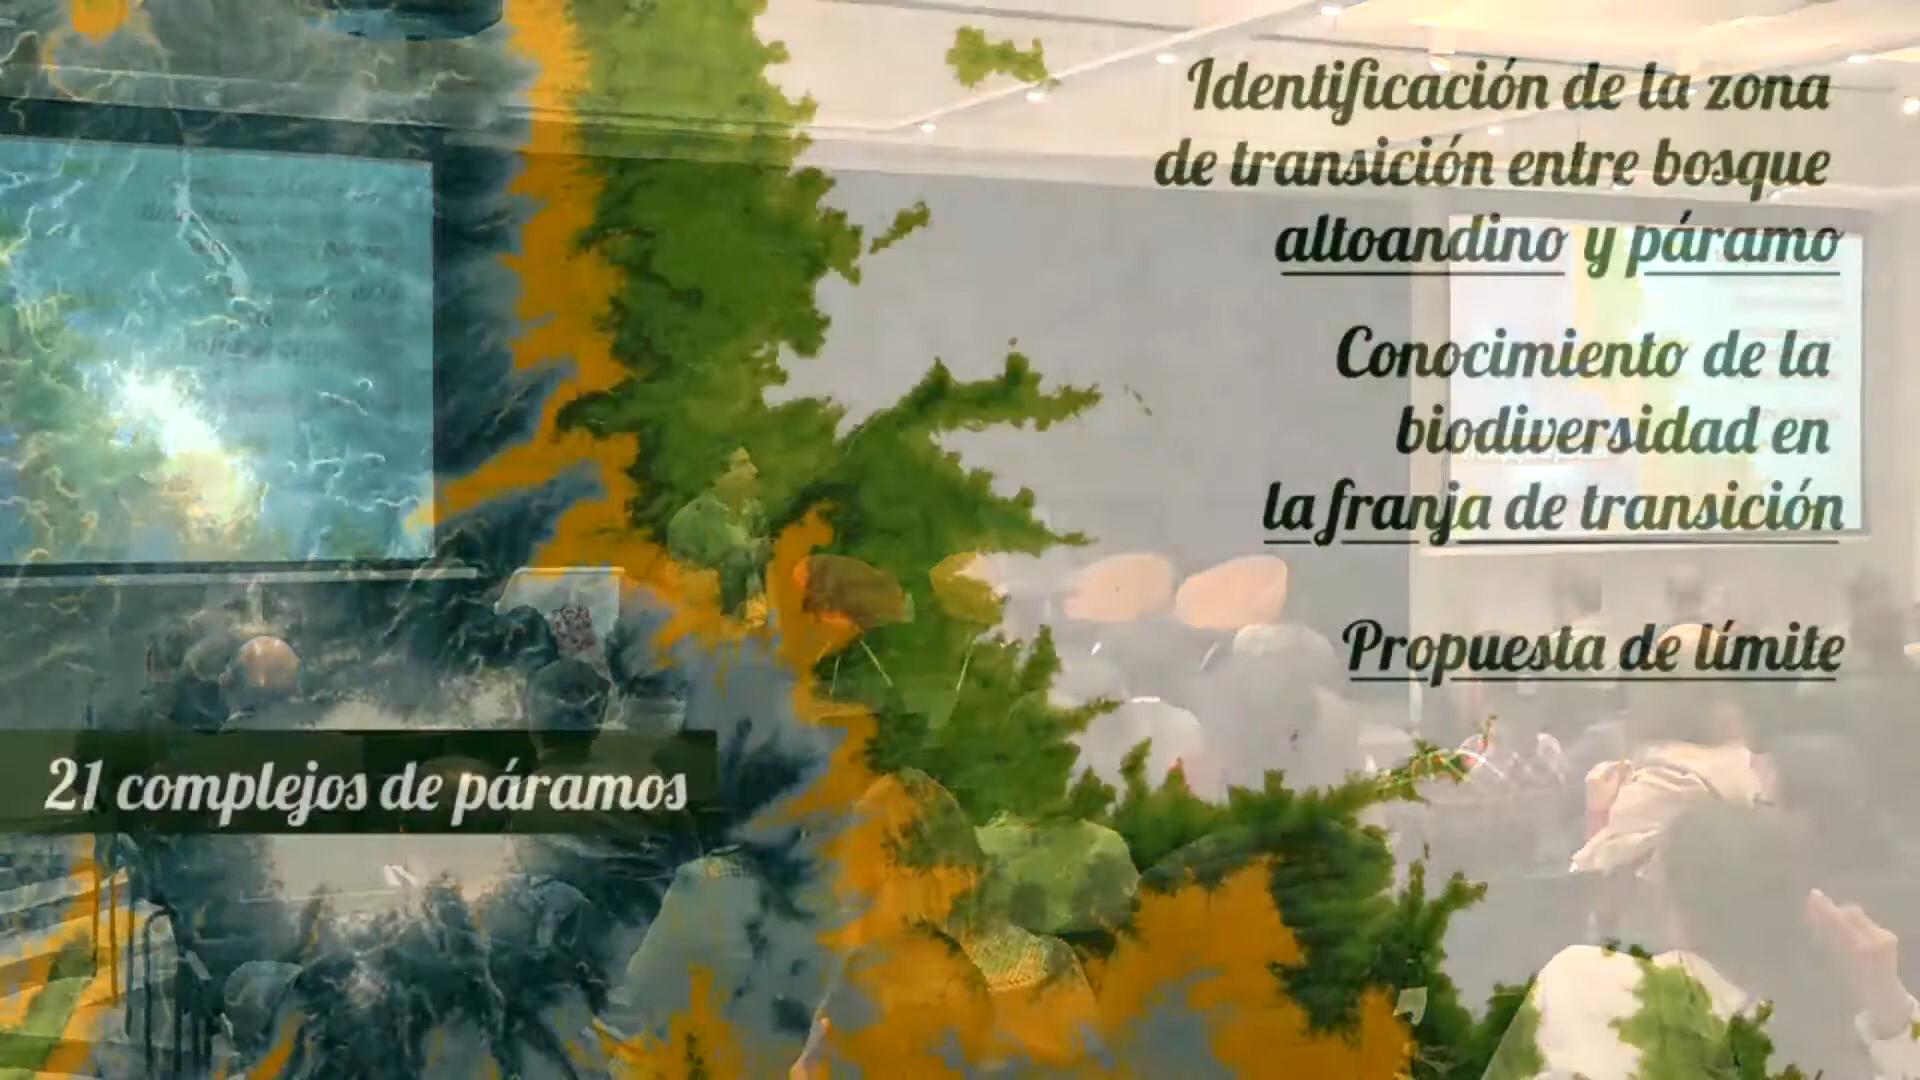 Identificación de la zona
de transición entre bosque
altoandino y páramo
Conocimiento de la
biodiversidad en
la franja de transición
Propuesta de límite
21 complejos de páramos